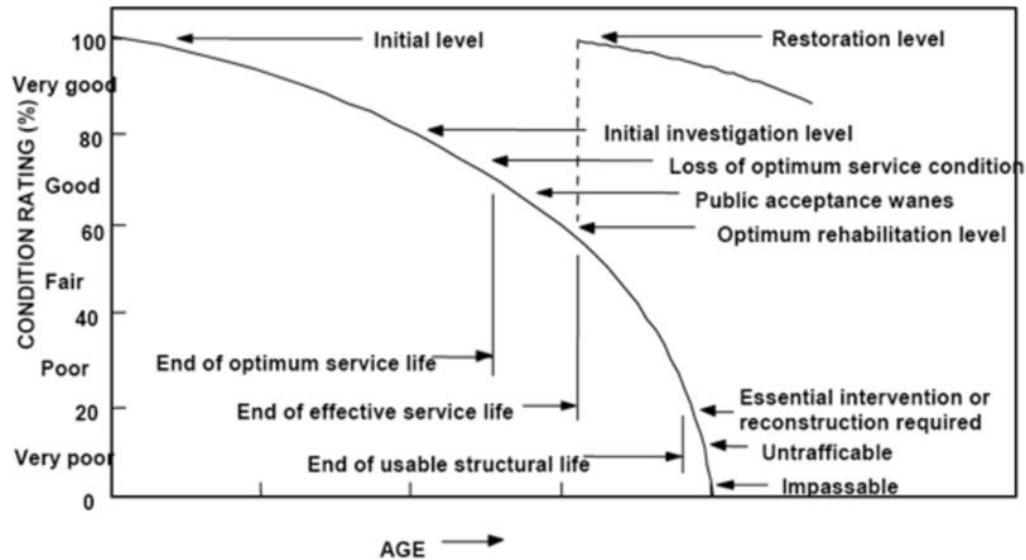 100
Initial level
Restoration level
Very good
80
Initial investigation level
Loss of optimum service condition
Good
Public acceptance wanes
60
Optimum rehabilitation level
CONDITION RATING (%)
Fair
40
End of optimum service life
Poor
20
End of effective service life
Essential intervention or
reconstruction required
Very poor
End of usable structural life
Untrafficable
0
Impassable
AGE